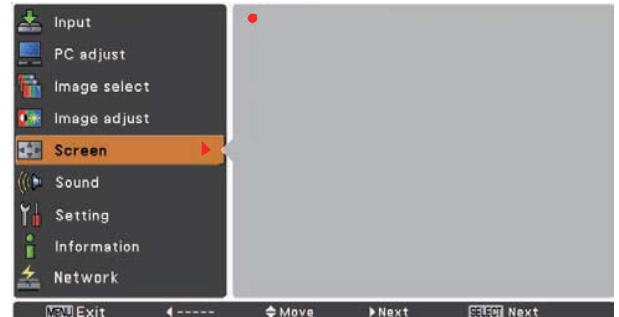 Input
PC adjust
Image select
Image adjust
Screen
Sound
Setting
Information
Network
MENU Exit ----- Move Next SELECT Next